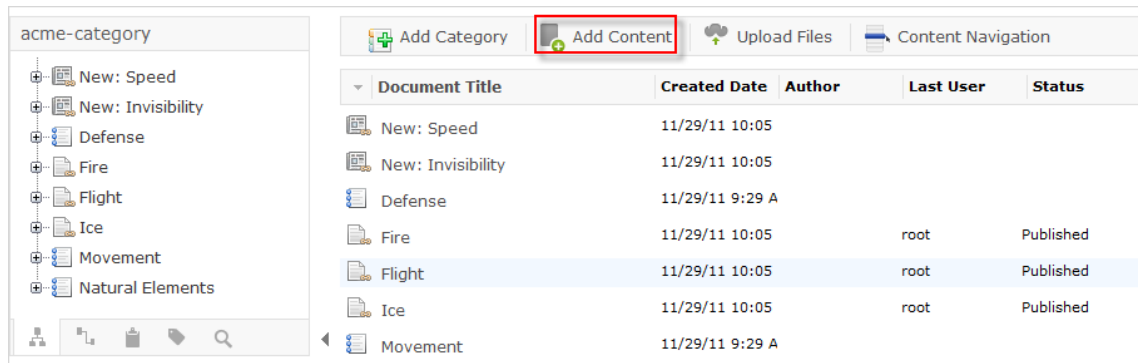 acme-category
New: Speed
New: Invisibility
Defense
Fire
Flight
Ice
Movement
Natural Elements
Add Category Add Content Upload Files Content Navigation
Document Title Created Date Author Last User Status
New: Speed 11/29/11 10:05
New: Invisibility 11/29/11 10:05
Defense 11/29/11 9:29 A
Fire 11/29/11 10:05 root Published
Flight 11/29/11 10:05 root Published
Ice 11/29/11 10:05 root Published
Movement 11/29/11 9:29 A